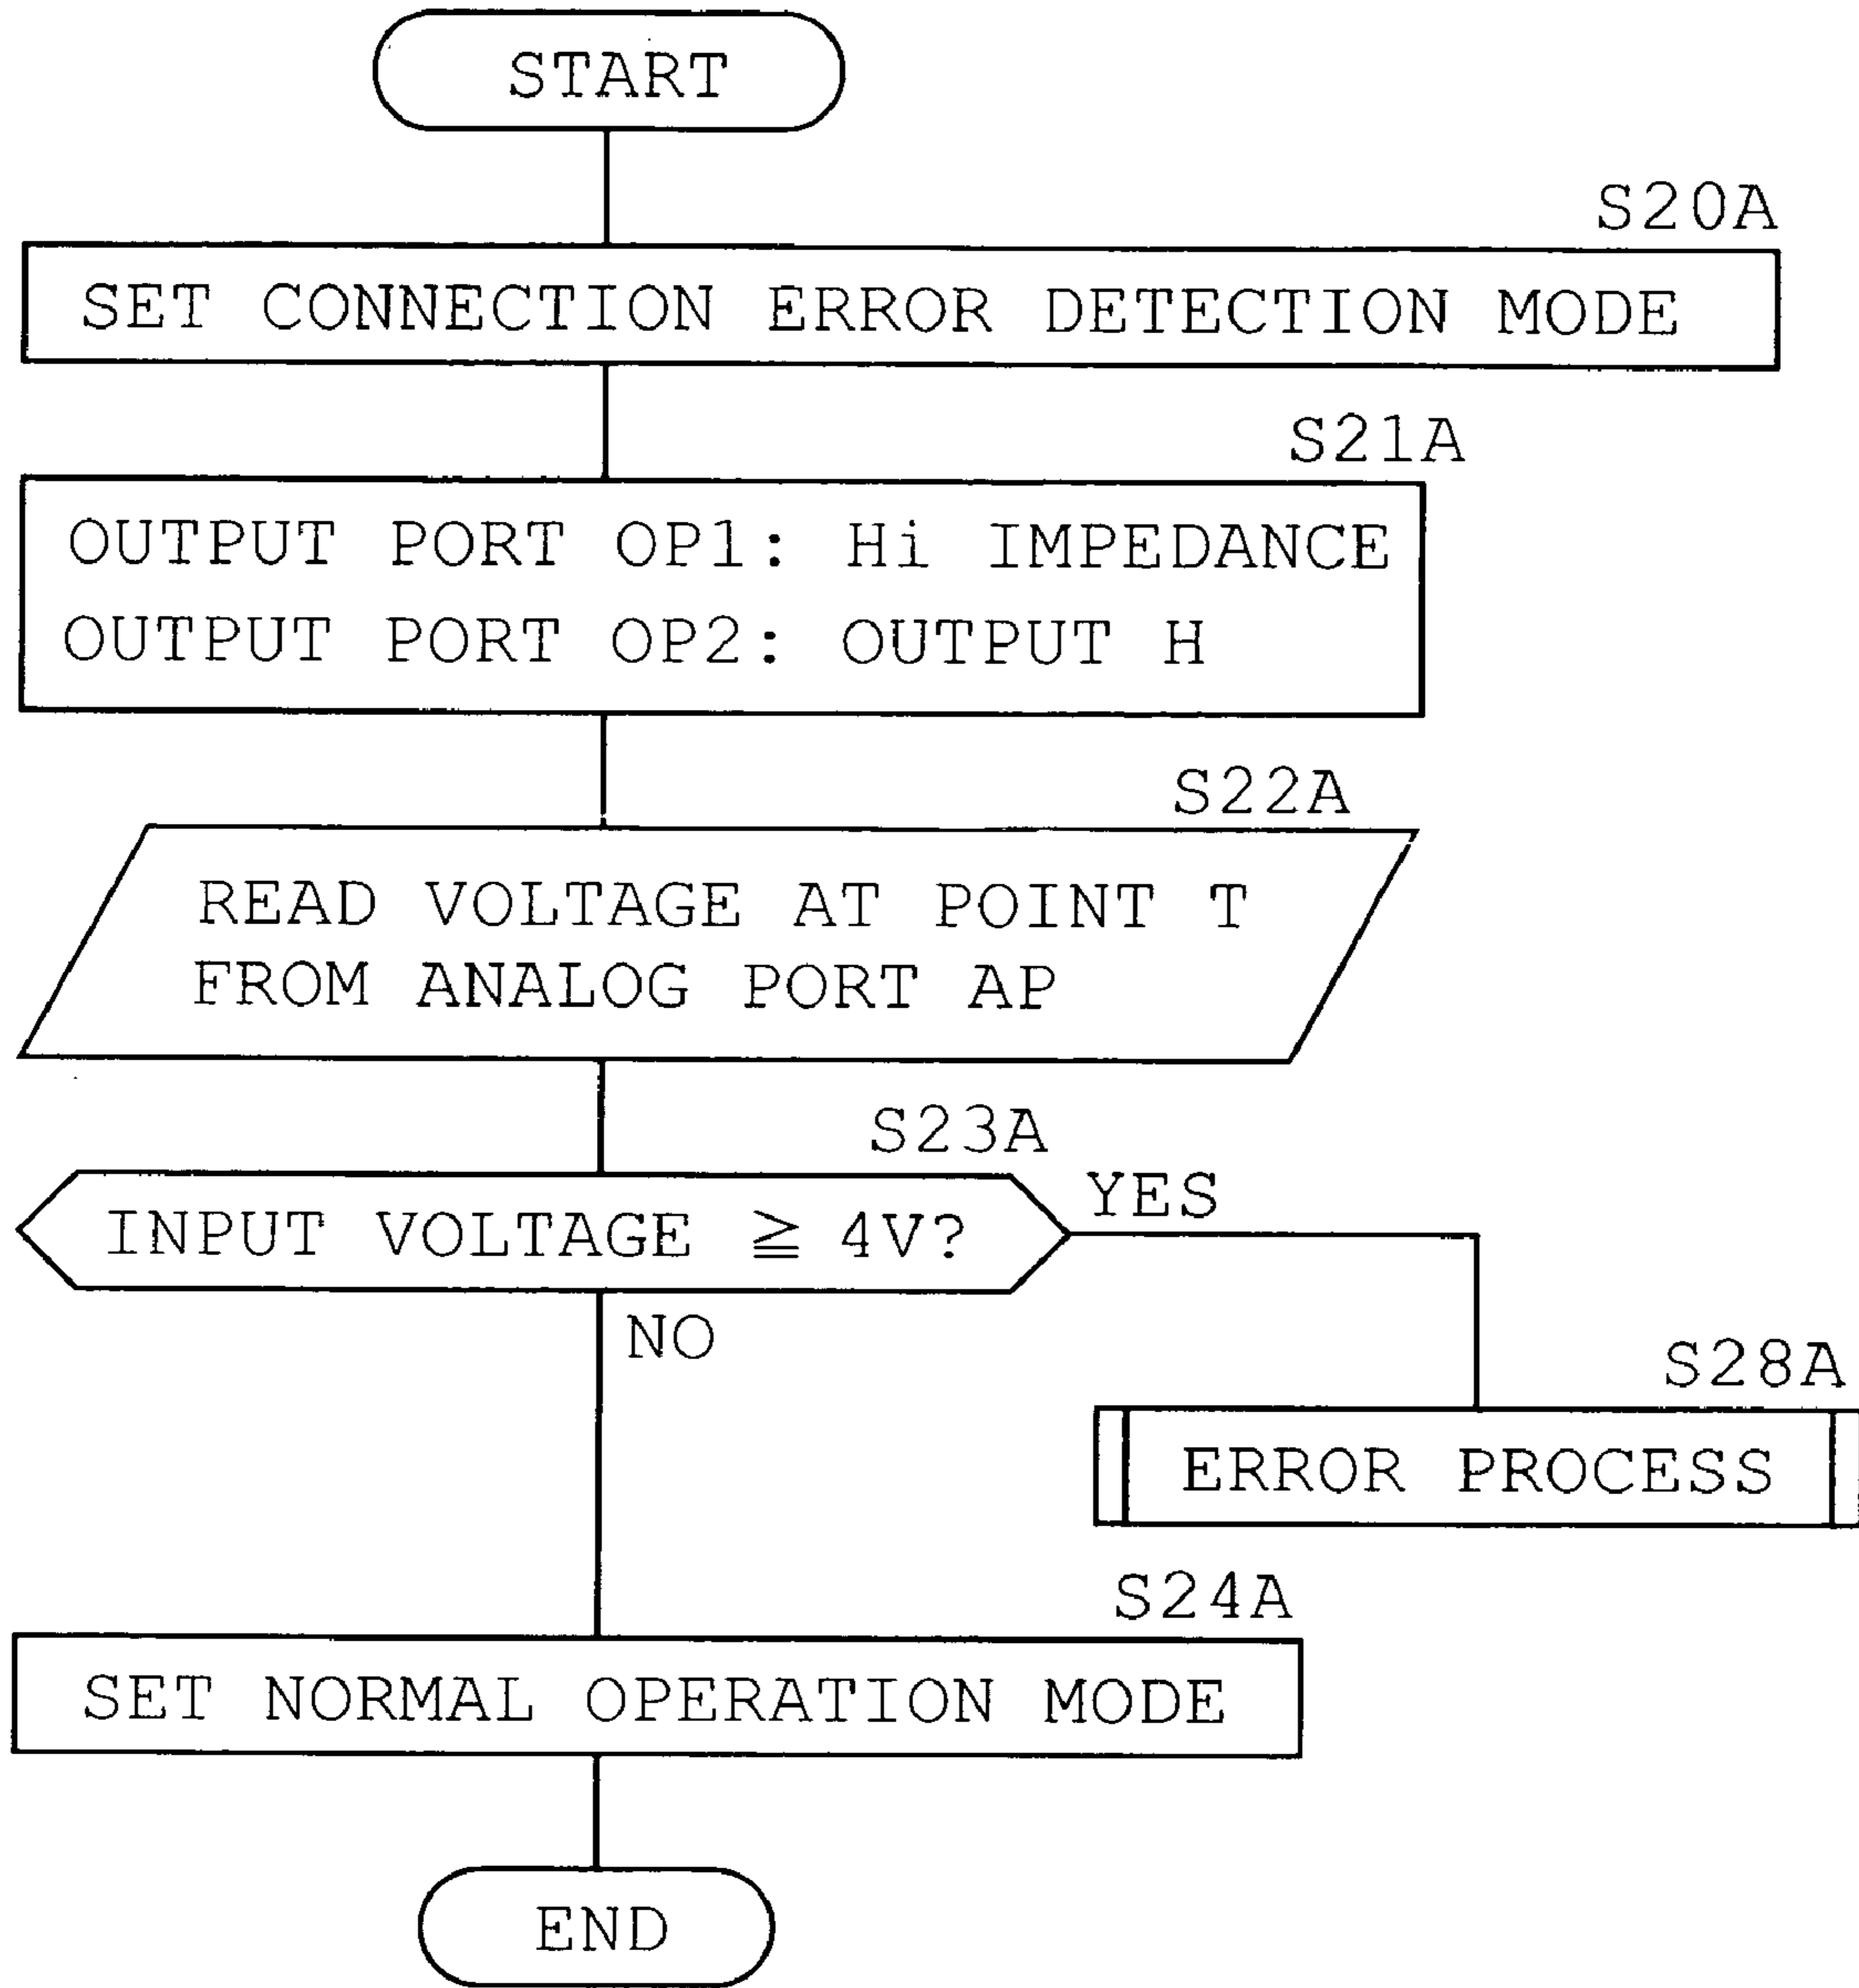 START
S20A
SET CONNECTION ERROR DETECTION MODE
S21A
OUTPUT PORT OP1: Hi IMPEDANCE
OUTPUT PORT OP2: OUTPUT H
S22A
READ VOLTAGE AT POINT T
FROM ANALOG PORT AP
S23A
INPUT VOLTAGE ≧ 4V?
YES
NO
S28A
ERROR PROCESS
S24A
SET NORMAL OPERATION MODE
END